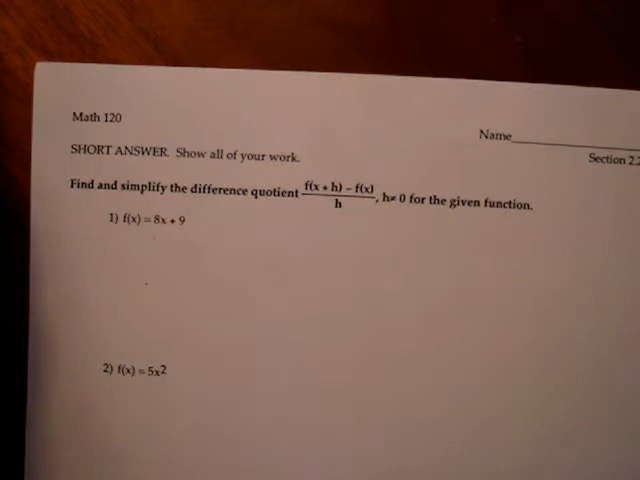 Math 120
Name
SHORT ANSWER. Show all of your work.
Section 2.2
Find and simplify the difference quotient f(x + h) − f(x) / h, h≠ 0 for the given function.
1) f(x) = 8x + 9
2) f(x) = 5x2